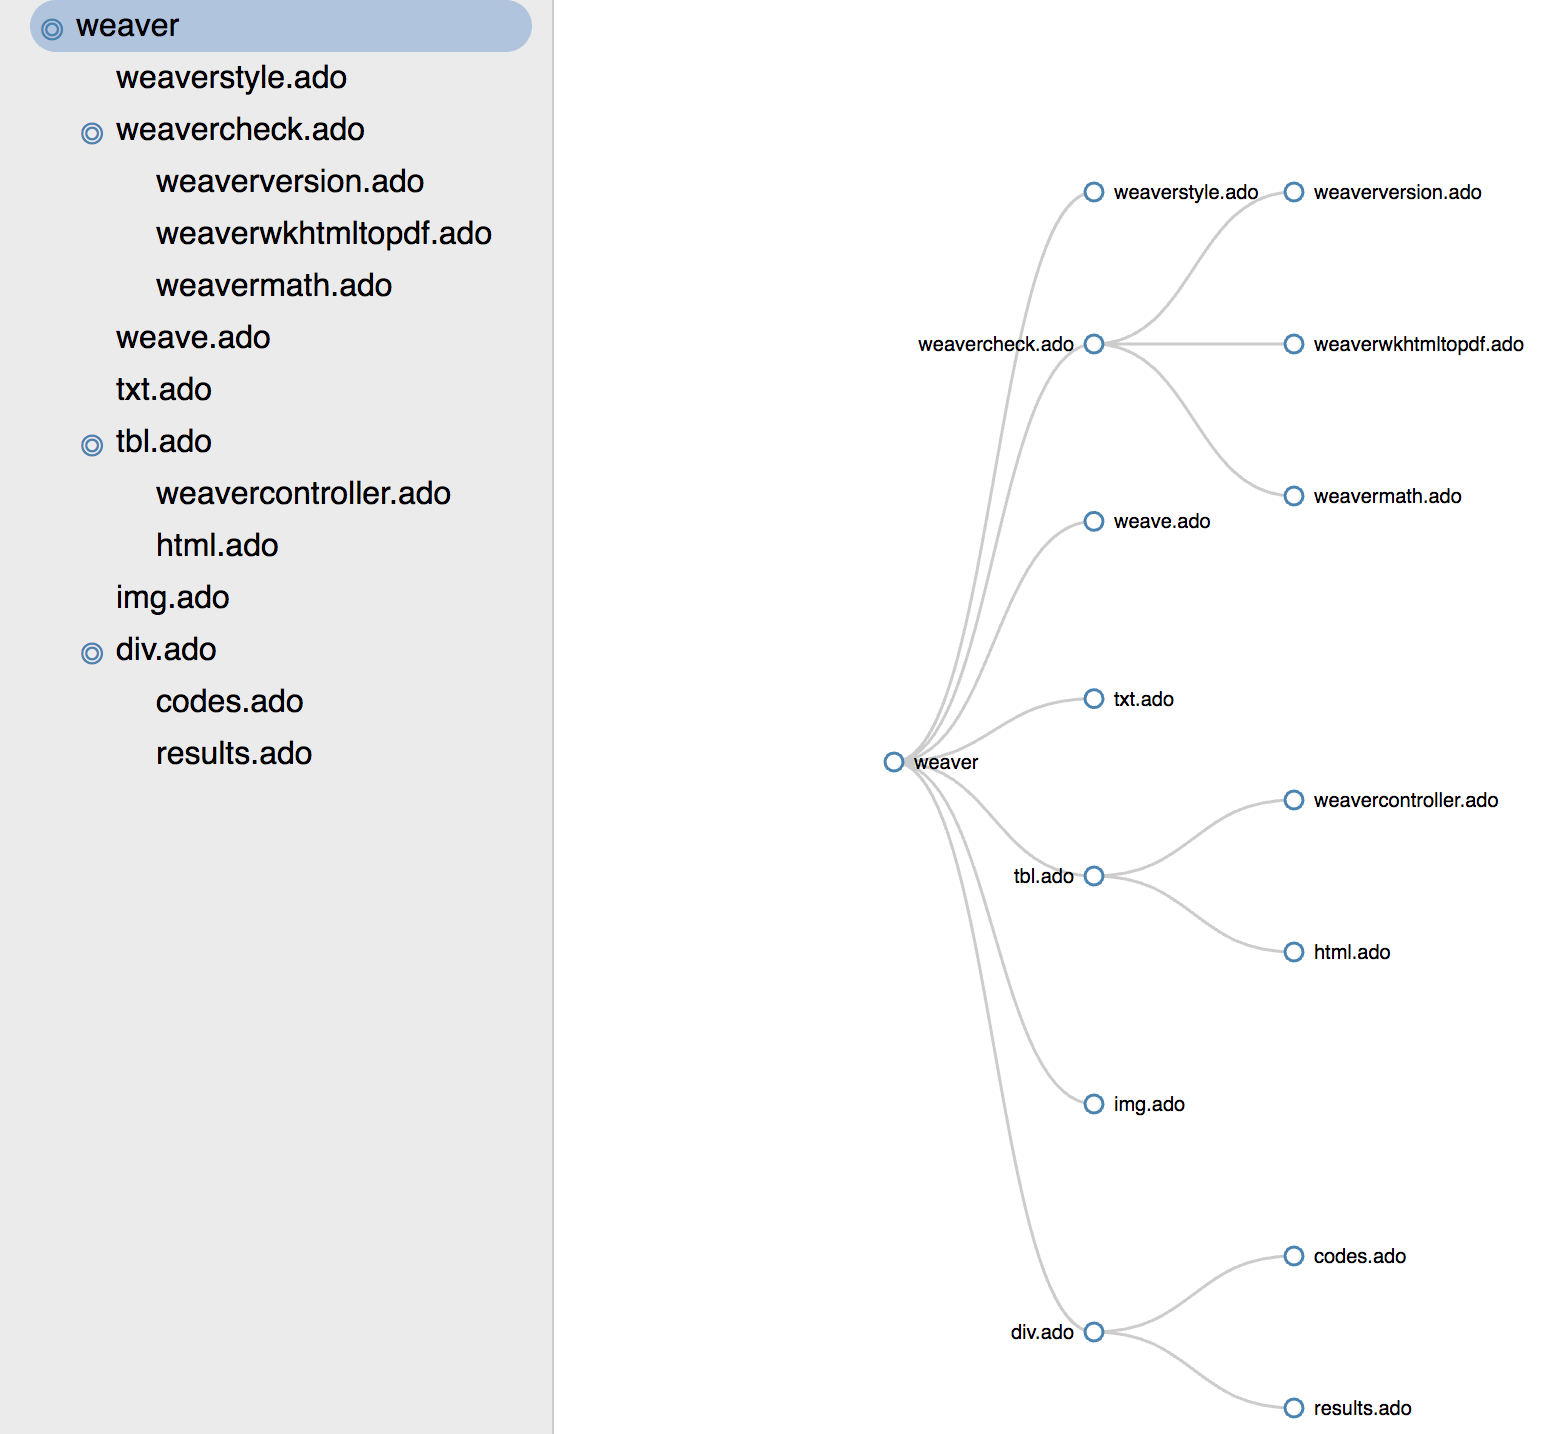 weaver
weaverstyle.ado
weavercheck.ado
weaverversion.ado
weaverwkhtmltopdf.ado
weavermath.ado
weave.ado
txt.ado
tbl.ado
weavercontroller.ado
html.ado
img.ado
div.ado
codes.ado
results.ado
weaverstyle.ado
weaverversion.ado
weavercheck.ado
weaverwkhtmltopdf.ado
weavermath.ado
weave.ado
txt.ado
weaver
weavercontroller.ado
tbl.ado
html.ado
img.ado
codes.ado
div.ado
results.ado